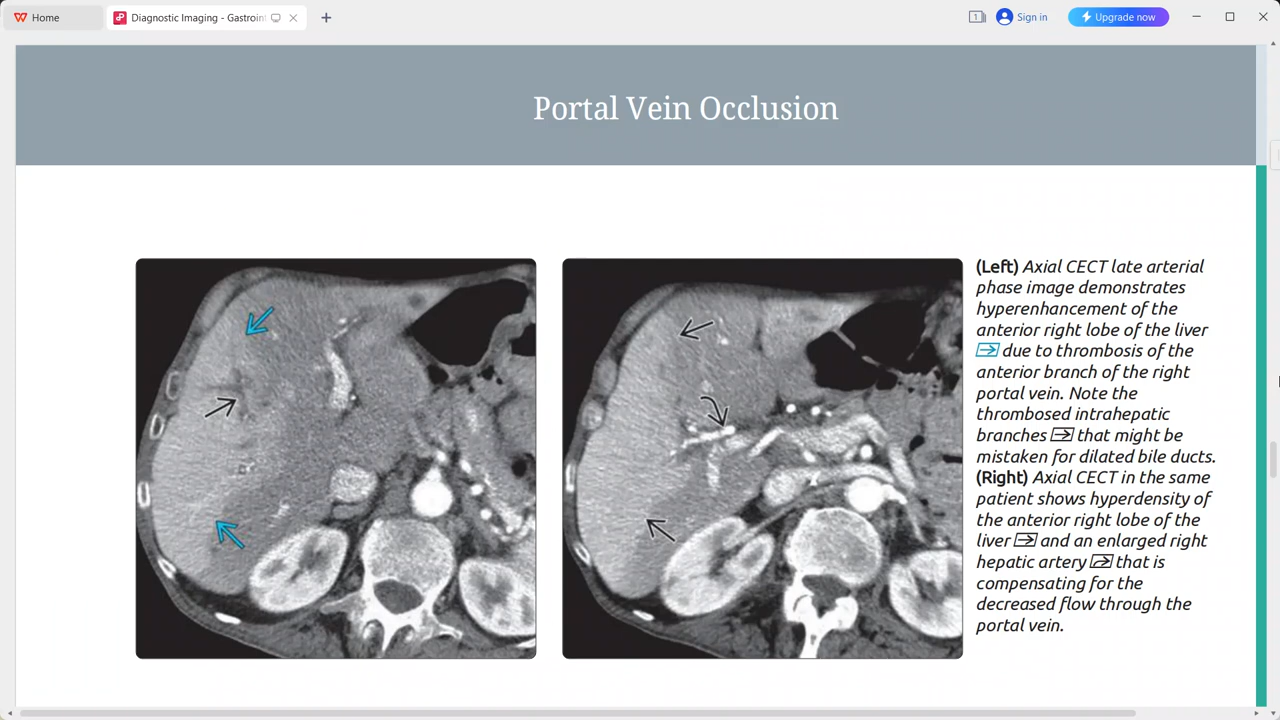 Home
Diagnostic Imaging - Gastroint
1
Sign in
Upgrade now
Portal Vein Occlusion
(Left) Axial CECT late arterial
phase image demonstrates
hyperenhancement of the
anterior right lobe of the liver
due to thrombosis of the
anterior branch of the right
portal vein. Note the
thrombosed intrahepatic
branches that might be
mistaken for dilated bile ducts.
(Right) Axial CECT in the same
patient shows hyperdensity of
the anterior right lobe of the
liver and an enlarged right
hepatic artery that is
compensating for the
decreased flow through the
portal vein.